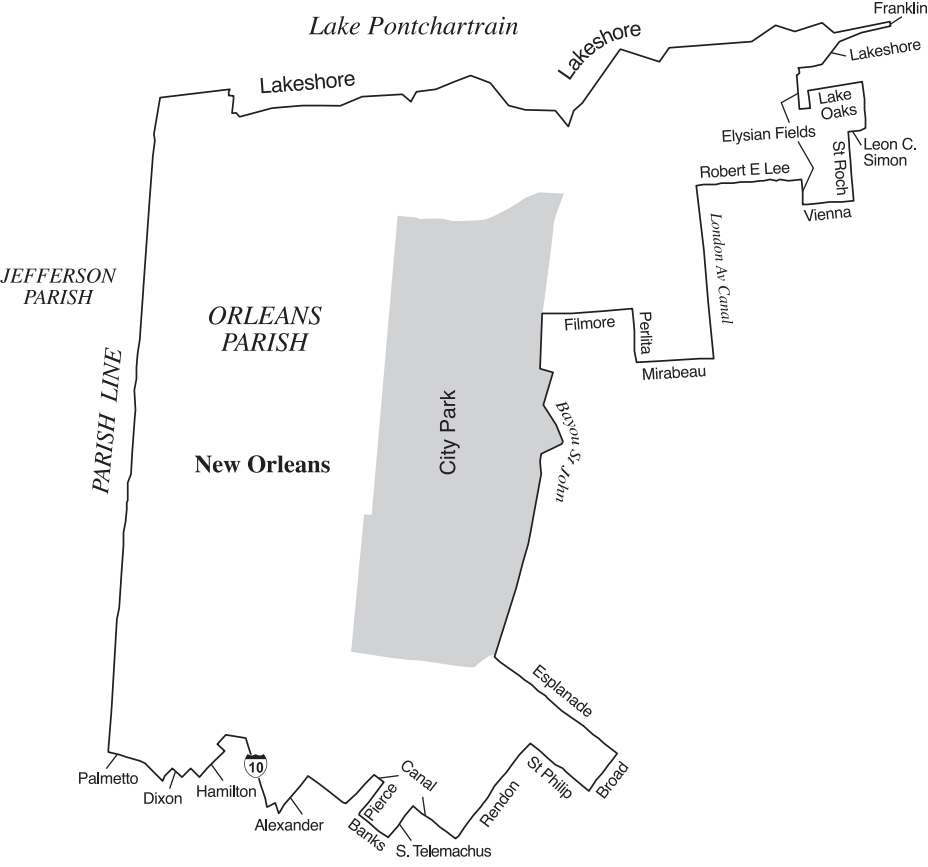 Franklin
Lake Pontchartrain
Lakeshore
Lakeshore
Lakeshore
Lake
Oaks
Elysian Fields
Leon C.
Simon
St Roch
Robert E Lee
Vienna
London Av Canal
JEFFERSON
PARISH
ORLEANS
PARISH
Filmore
Perlita
Mirabeau
PARISH LINE
City Park
Bayou St John
New Orleans
Esplanade
Palmetto
Dixon
Hamilton
10
Alexander
Canal
Pierce
Banks
S. Telemachus
Rendon
St Philip
Broad